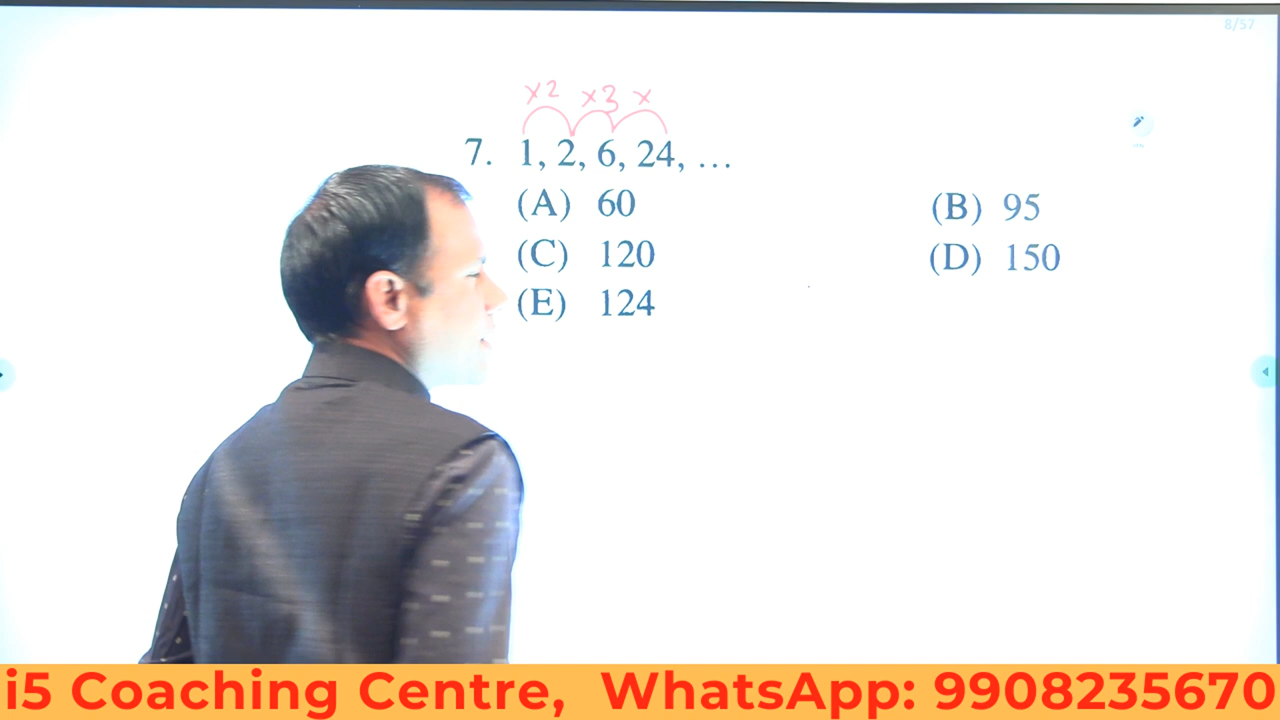 8/57
×2 ×3 ×
7. 1, 2, 6, 24, ...
(A) 60 (B) 95
(C) 120 (D) 150
(E) 124
i5 Coaching Centre, WhatsApp: 9908235670